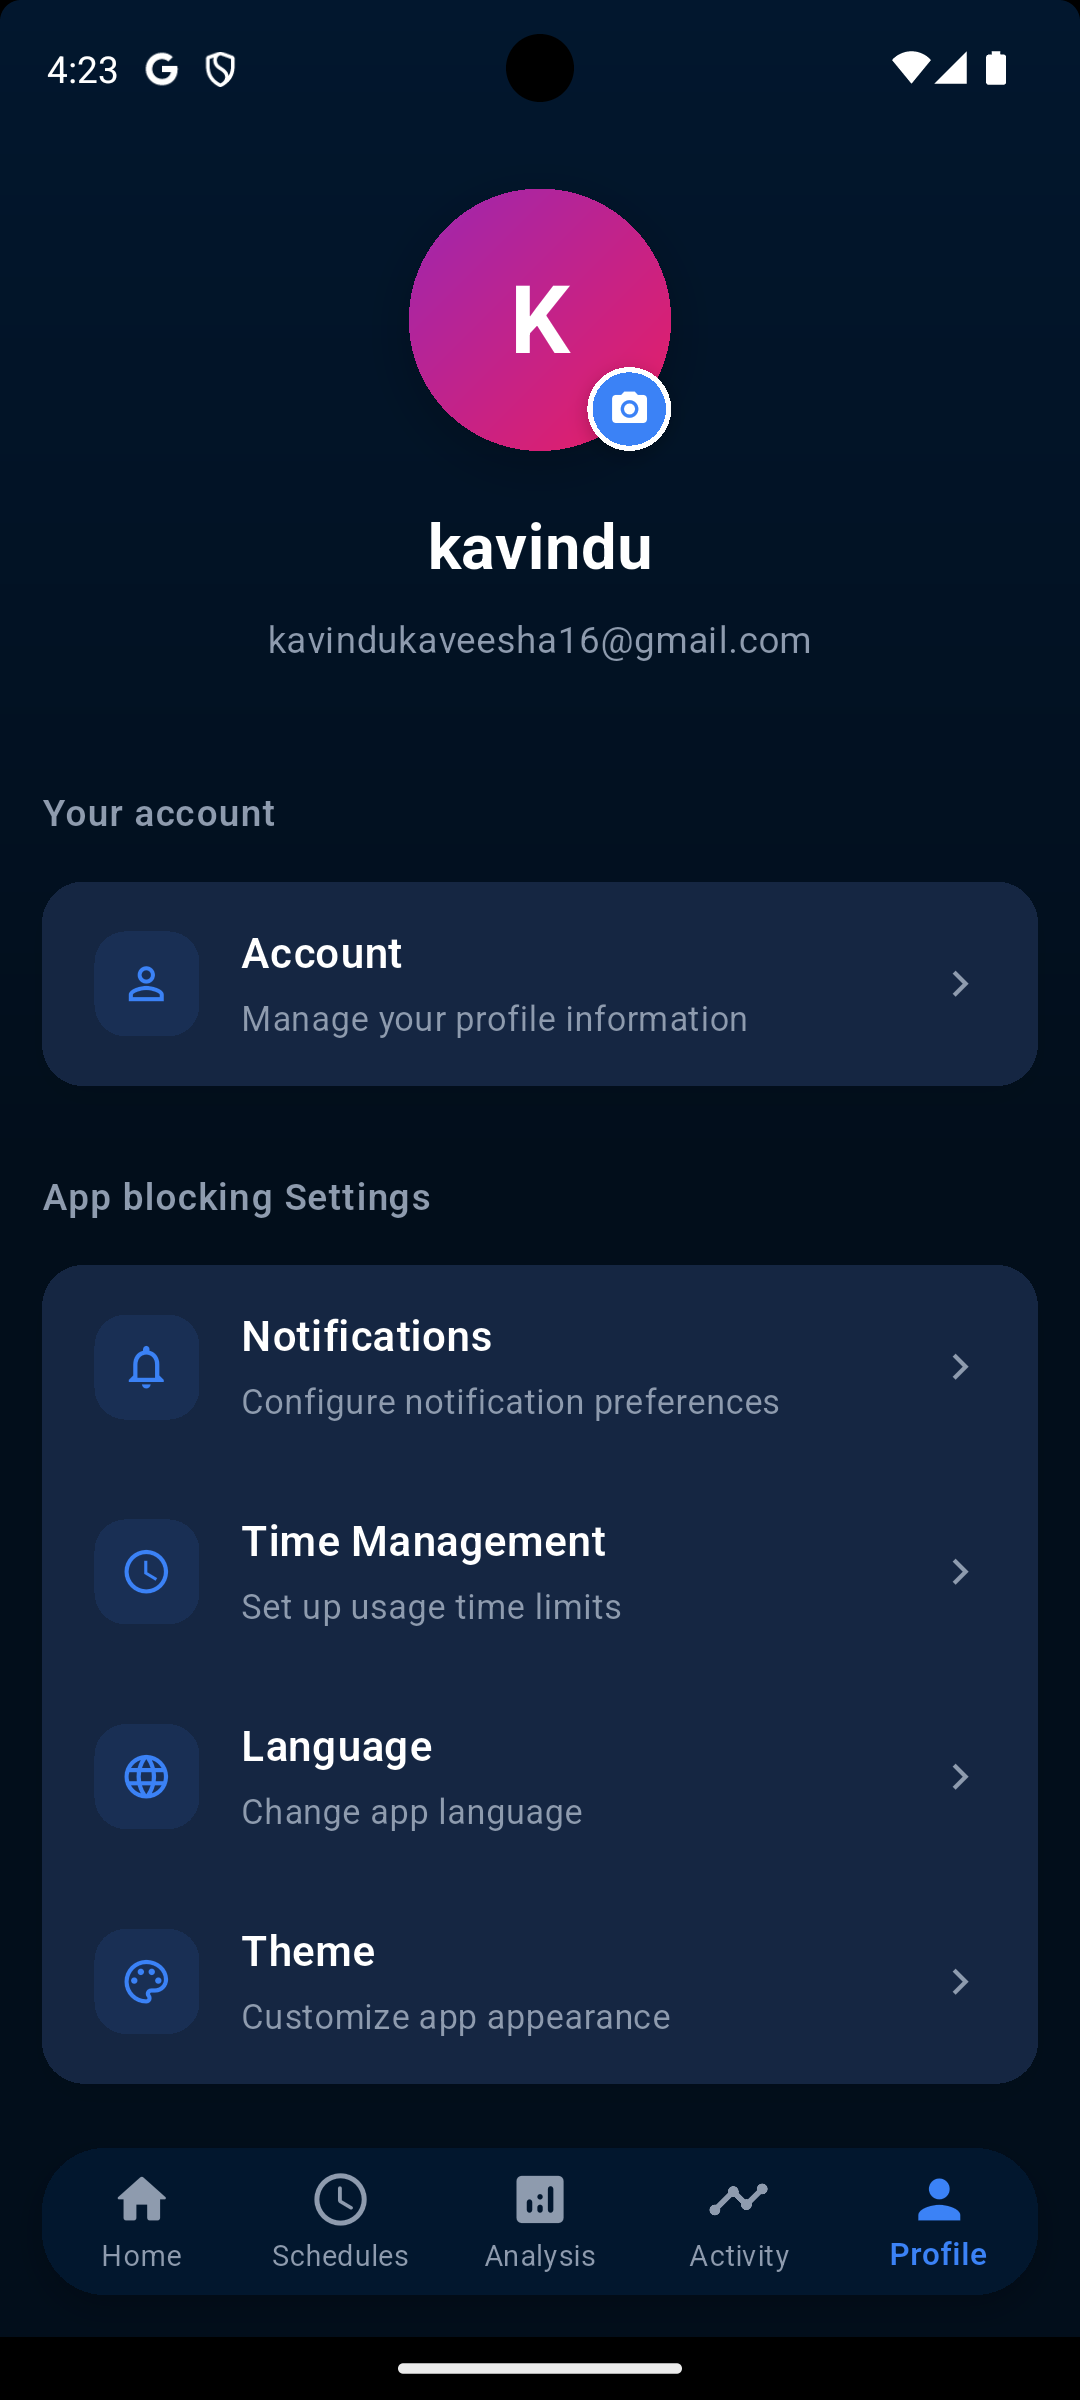 4:23
K
kavindu
kavindukaveesha16@gmail.com
Your account
Account
Manage your profile information
App blocking Settings
Notifications
Configure notification preferences
Time Management
Set up usage time limits
Language
Change app language
Theme
Customize app appearance
Home Schedules Analysis Activity Profile